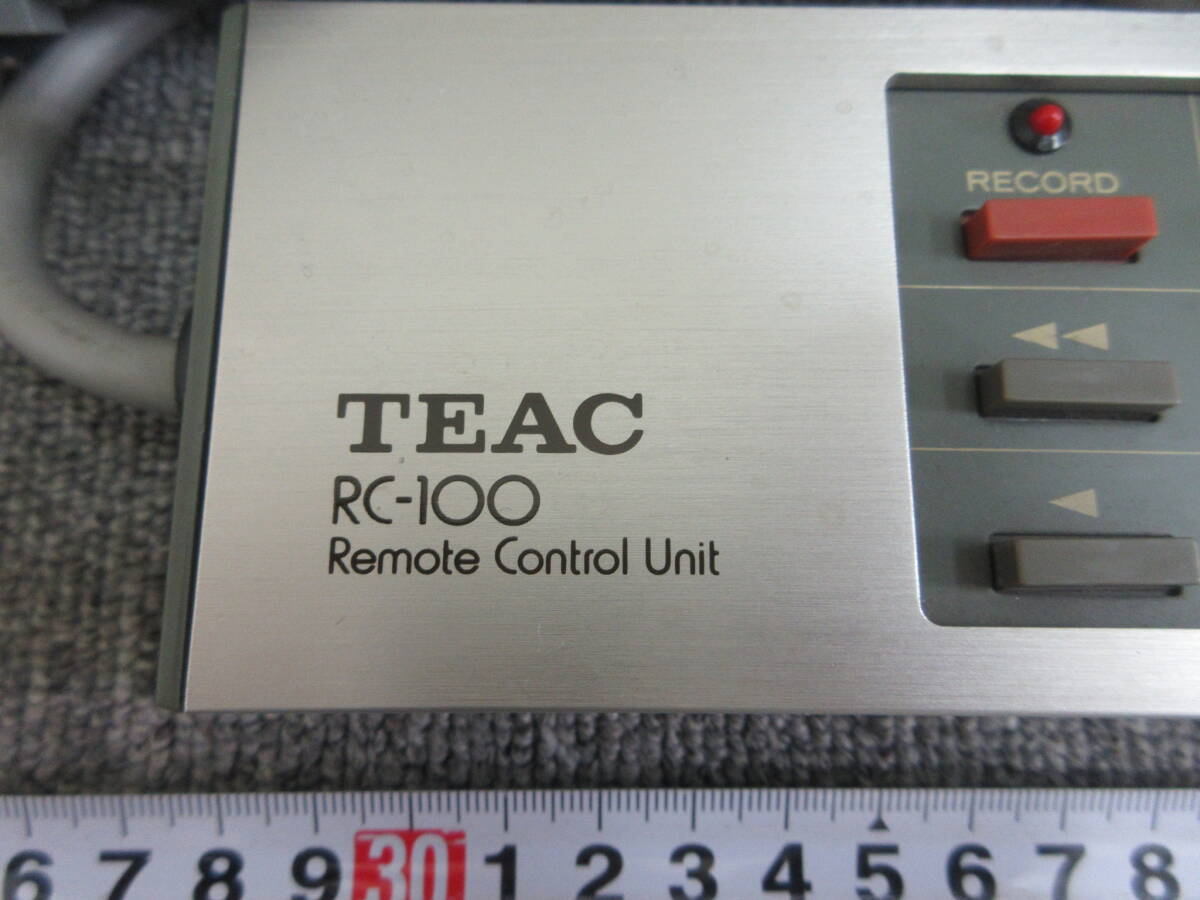 RECORD
TEAC
RC-100
Remote Control Unit
6 7 8 9 30 1 2 3 4 5 6 7 8